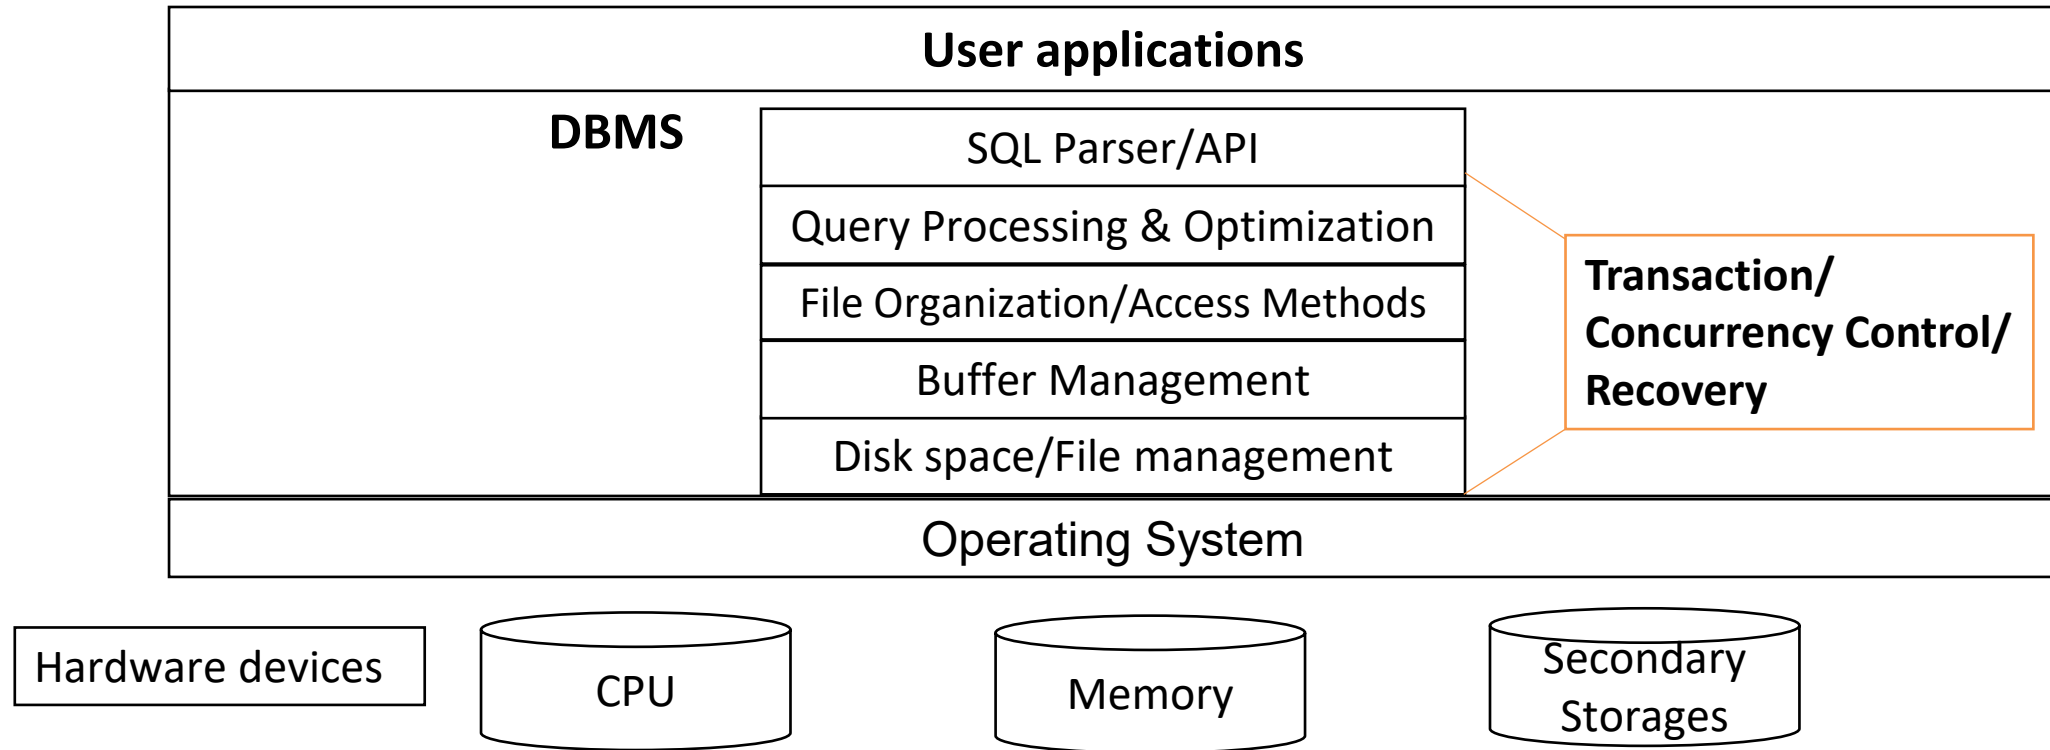 User applications
DBMS
SQL Parser/API
Query Processing & Optimization
File Organization/Access Methods
Buffer Management
Disk space/File management
Transaction/
Concurrency Control/
Recovery
Operating System
Hardware devices
CPU
Memory
Secondary
Storages